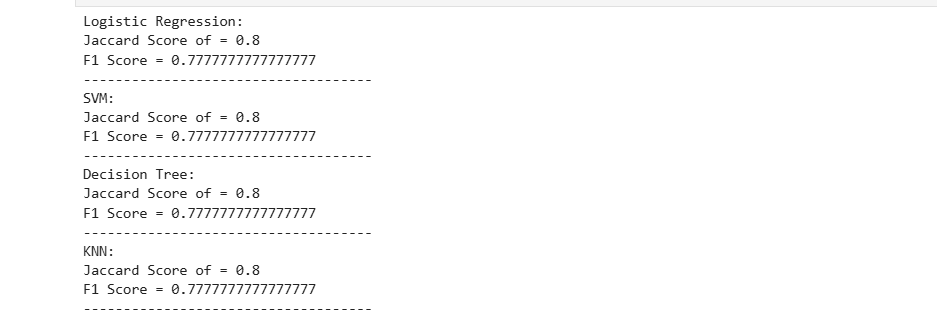 Logistic Regression:
Jaccard Score of = 0.8
F1 Score = 0.7777777777777777
------------------------------------
SVM:
Jaccard Score of = 0.8
F1 Score = 0.7777777777777777
------------------------------------
Decision Tree:
Jaccard Score of = 0.8
F1 Score = 0.7777777777777777
------------------------------------
KNN:
Jaccard Score of = 0.8
F1 Score = 0.7777777777777777
------------------------------------